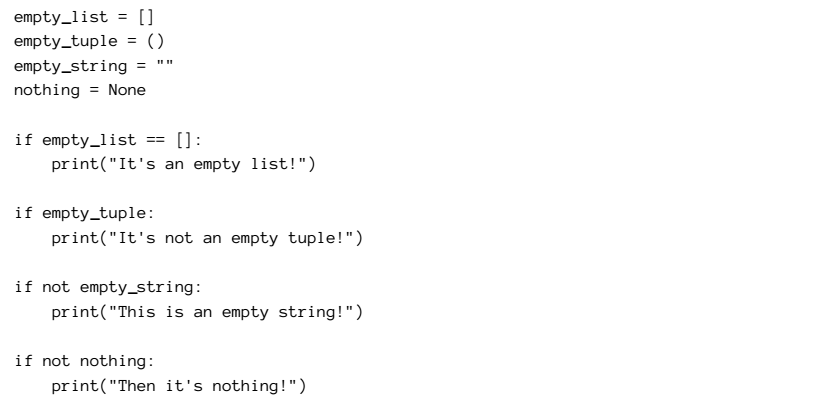 empty_list = []
empty_tuple = ()
empty_string = ""
nothing = None

if empty_list == []:
    print("It's an empty list!")

if empty_tuple:
    print("It's not an empty tuple!")

if not empty_string:
    print("This is an empty string!")

if not nothing:
    print("Then it's nothing!")